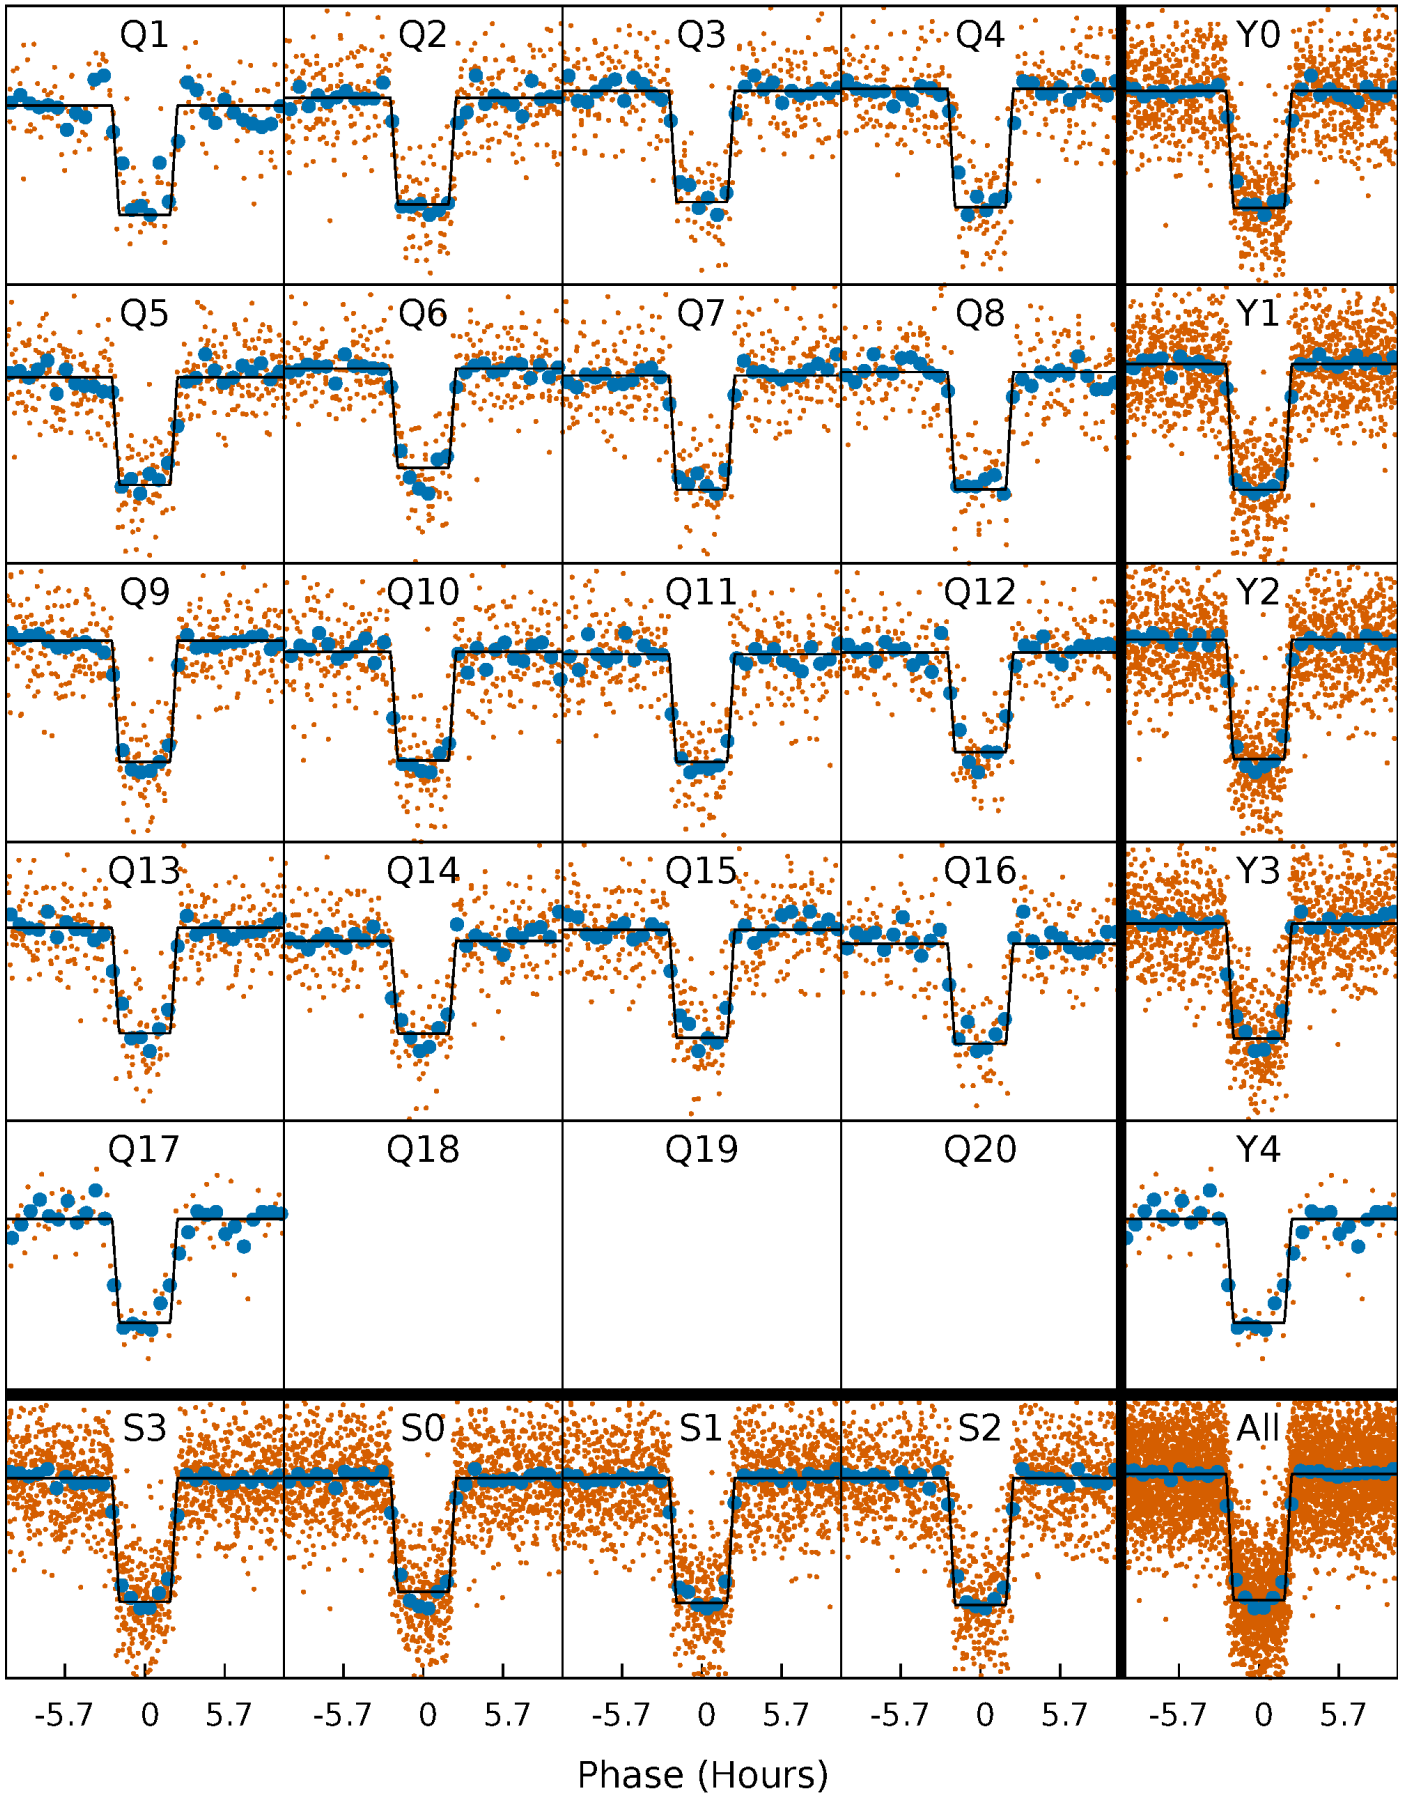 Q1 Q2 Q3 Q4 Y0
Q5 Q6 Q7 Q8 Y1
Q9 Q10 Q11 Q12 Y2
Q13 Q14 Q15 Q16 Y3
Q17 Q18 Q19 Q20 Y4
S3 S0 S1 S2 All
-5.7 0 5.7 -5.7 0 5.7 -5.7 0 5.7 -5.7 0 5.7 -5.7 0 5.7
Phase (Hours)